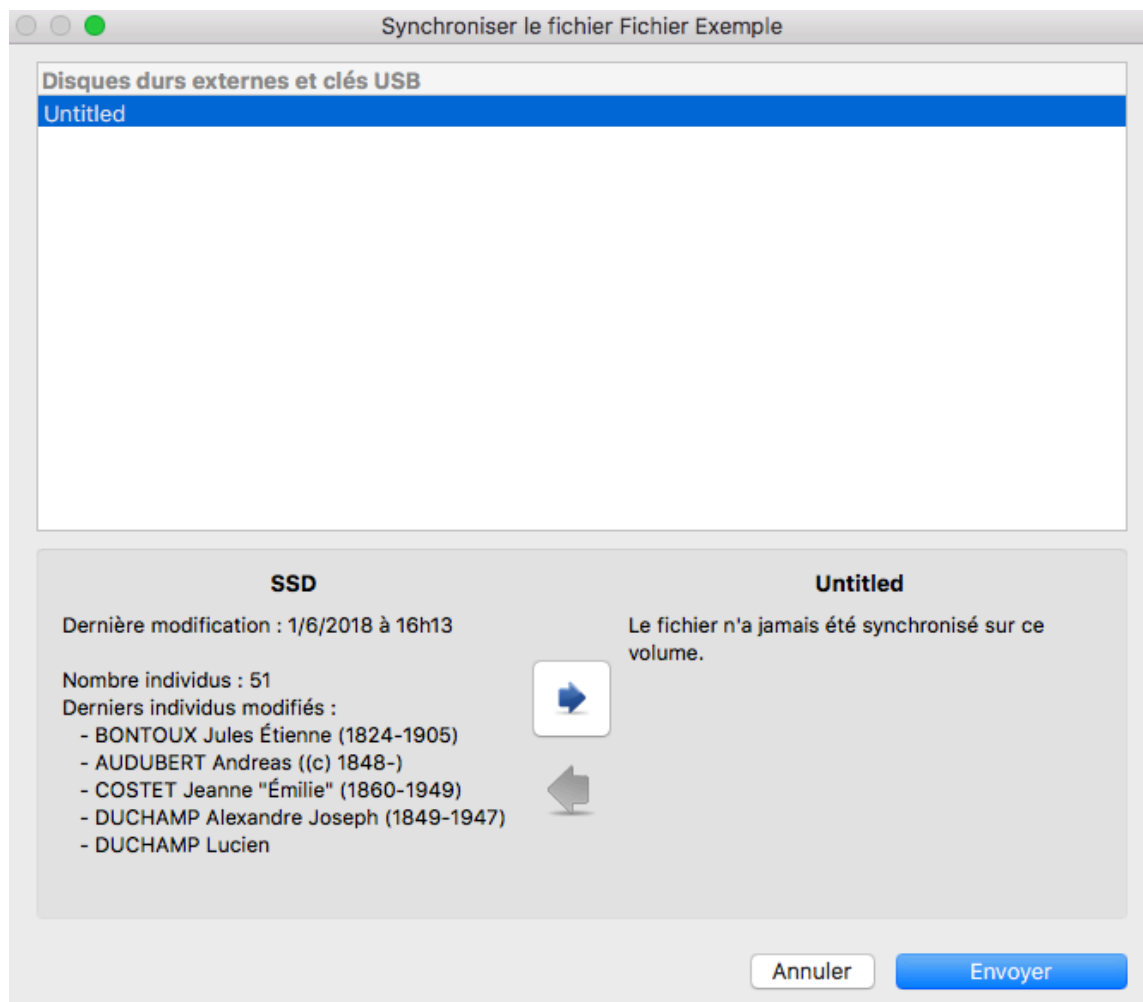 Synchroniser le fichier Fichier Exemple
Disques durs externes et clés USB
Untitled
SSD
Dernière modification : 1/6/2018 à 16h13
Nombre individus : 51
Derniers individus modifiés :
- BONTOUX Jules Étienne (1824-1905)
- AUDUBERT Andreas ((c) 1848-)
- COSTET Jeanne "Émilie" (1860-1949)
- DUCHAMP Alexandre Joseph (1849-1947)
- DUCHAMP Lucien
Untitled
Le fichier n'a jamais été synchronisé sur ce
volume.
Annuler
Envoyer